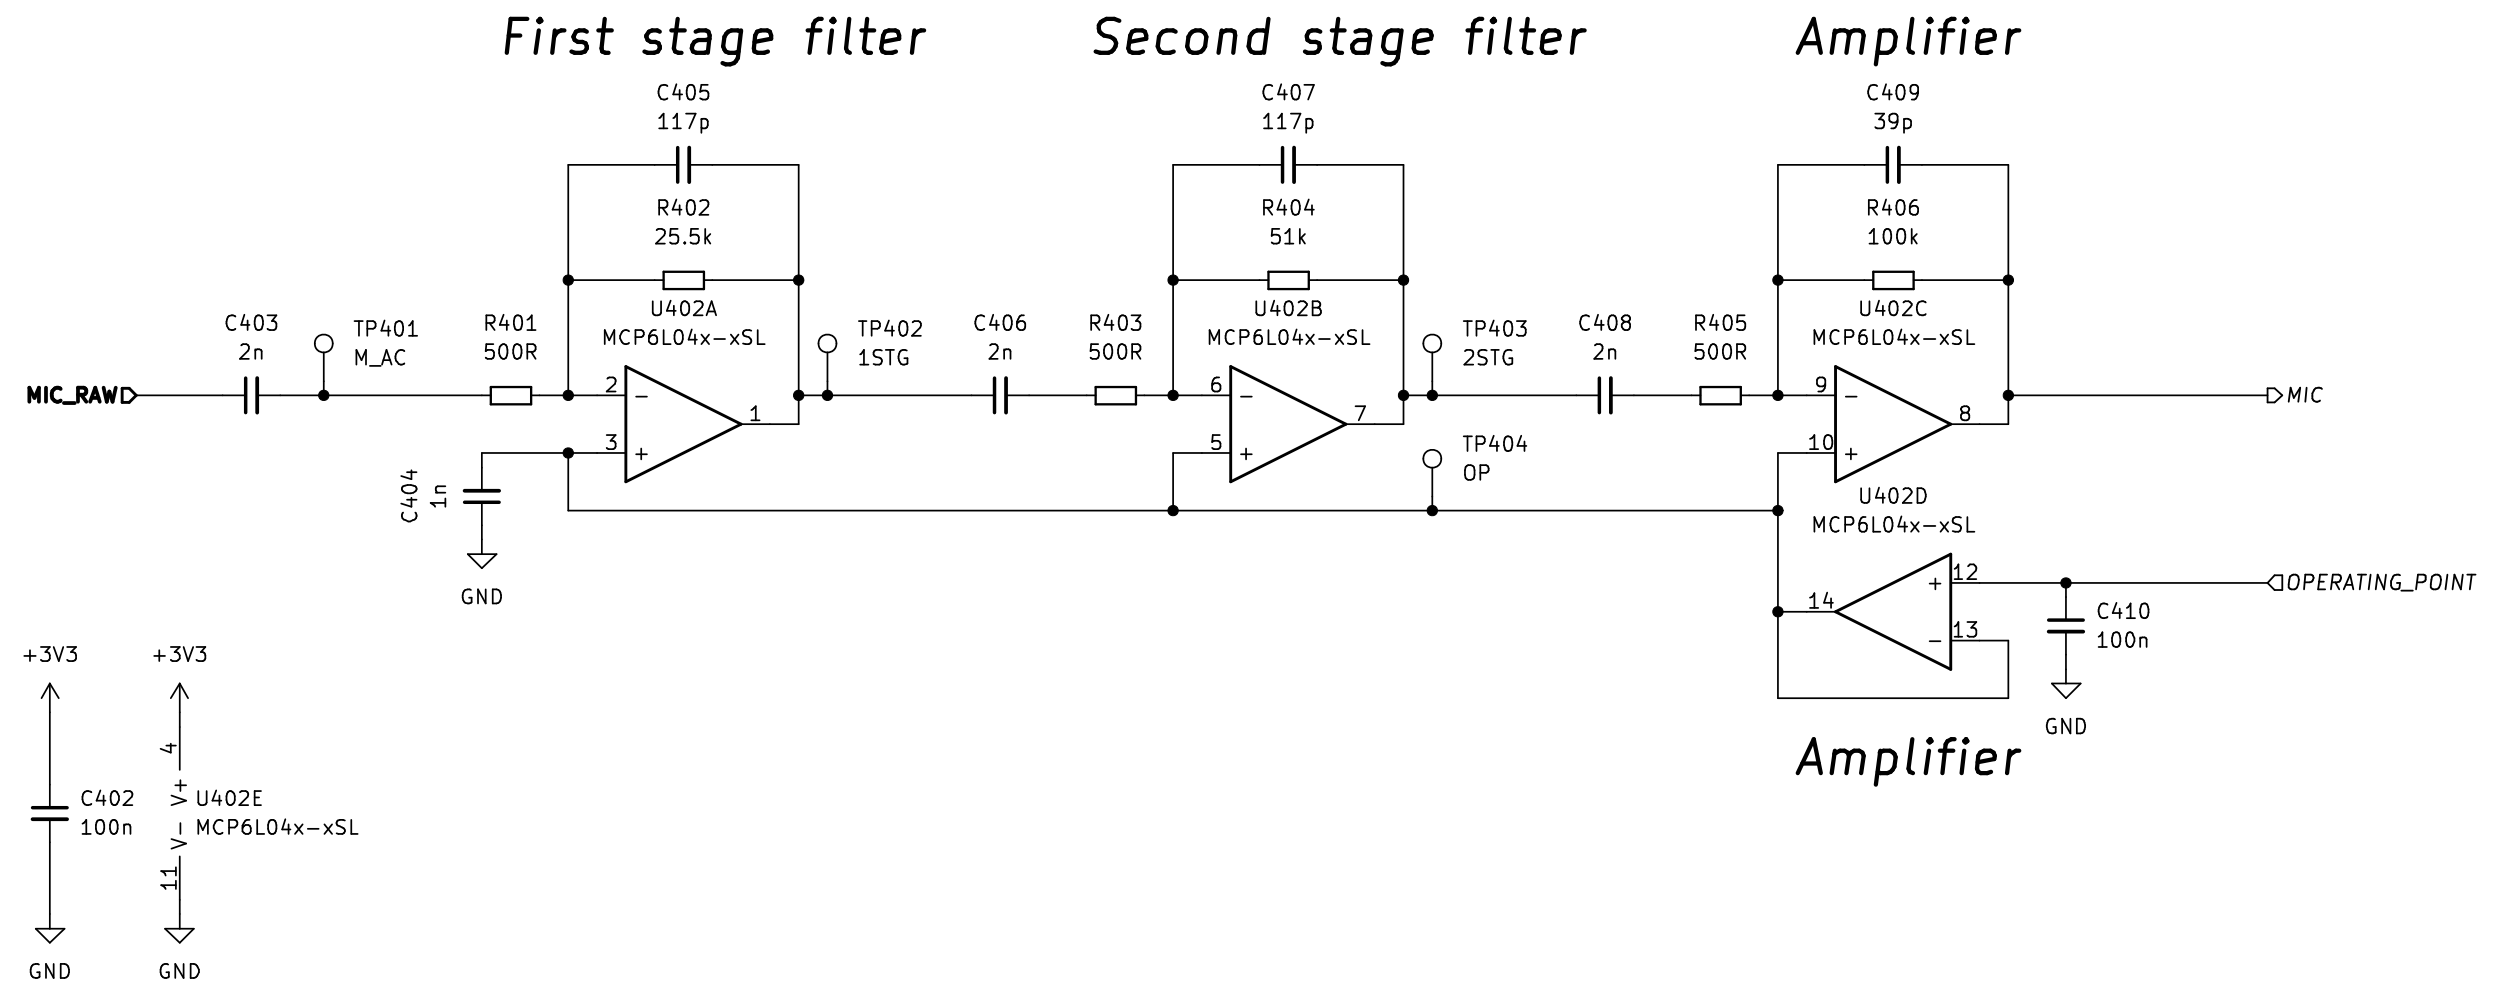 First stage filter
Second stage filter
Amplifier
C405
117p
C407
117p
C409
39p
R402
25.5k
R404
51k
R406
100k
U402A
MCP6L04x-xSL
U402B
MCP6L04x-xSL
U402C
MCP6L04x-xSL
C403
2n
TP401
M_AC
R401
500R
TP402
1STG
C406
2n
R403
500R
TP403
2STG
C408
2n
R405
500R
MIC_RAW
2
-
3
+
1
6
-
5
+
7
9
-
10
+
8
MIC
TP404
OP
C404
1n
GND
U402D
MCP6L04x-xSL
12
+
13
-
14
OPERATING_POINT
C410
100n
GND
Amplifier
+3V3
+3V3
C402
100n
4
V+
V-
11
U402E
MCP6L04x-xSL
GND
GND